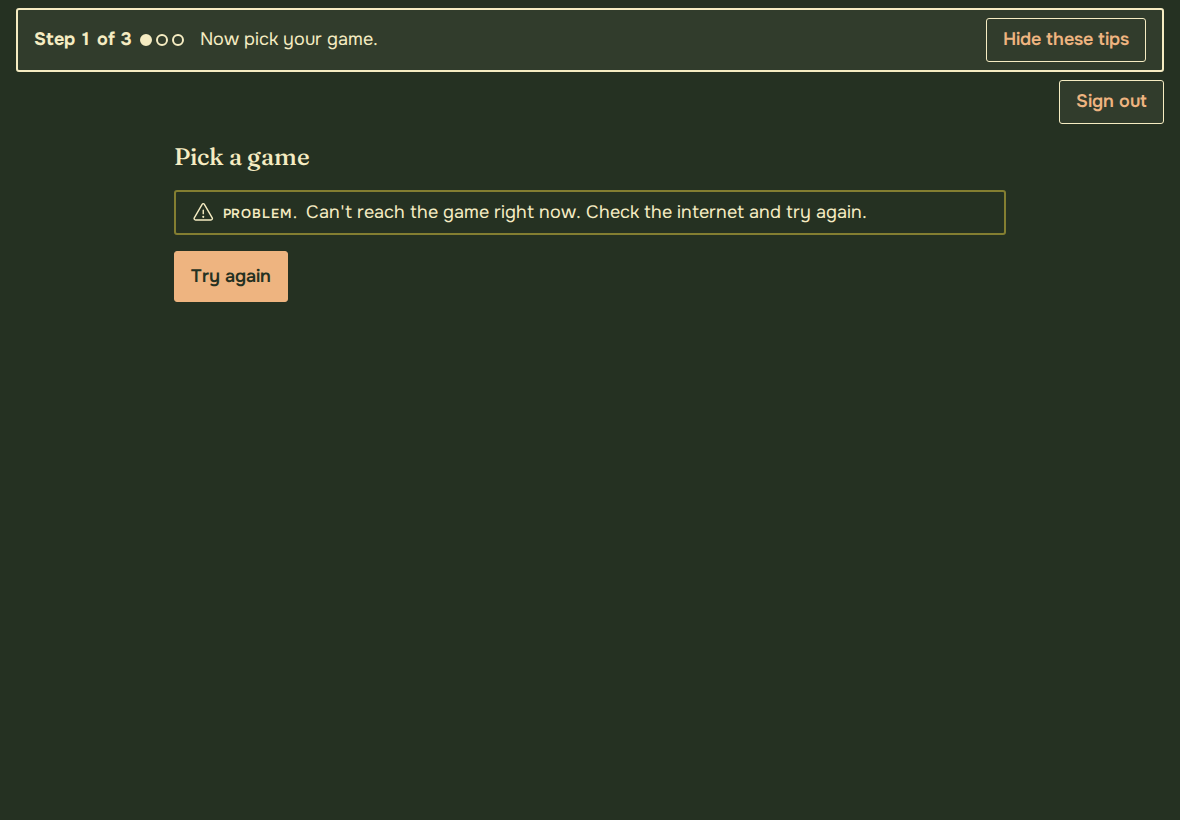 Step 1 of 3 Now pick your game. Hide these tips
Sign out
Pick a game
PROBLEM. Can't reach the game right now. Check the internet and try again.
Try again